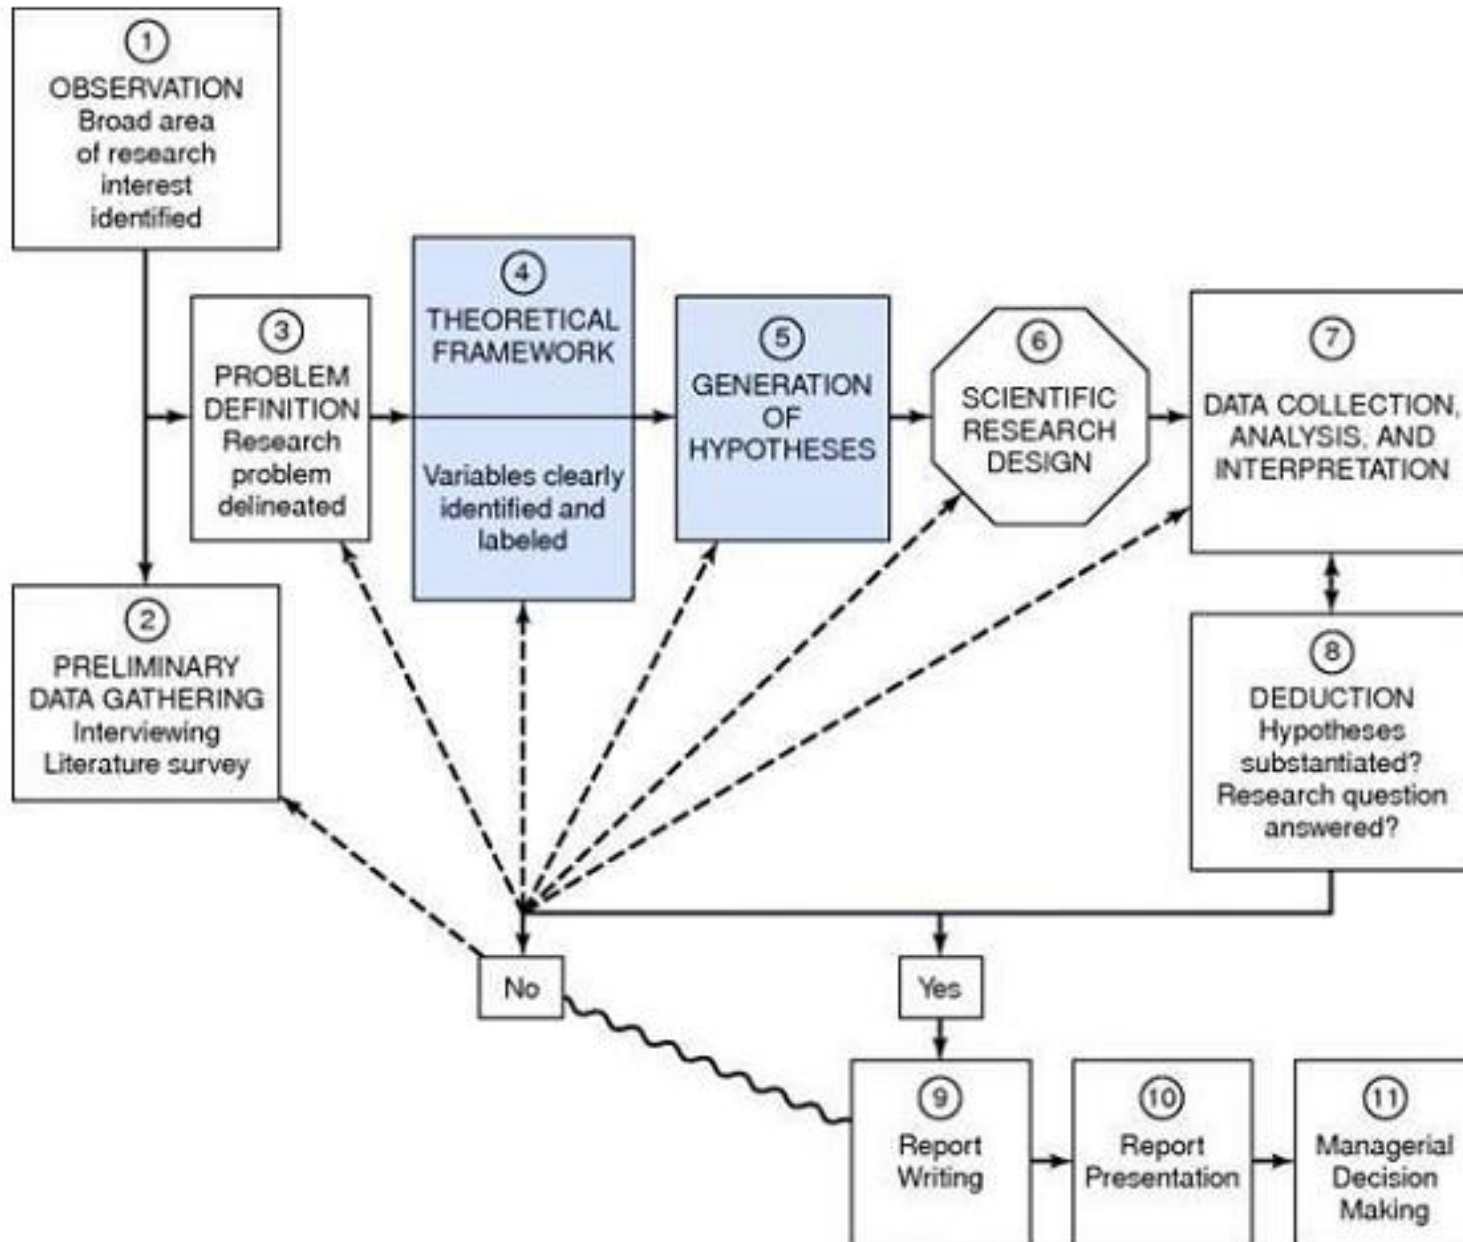 1
OBSERVATION
Broad area
of research
interest
identified
2
PRELIMINARY
DATA GATHERING
Interviewing
Literature survey
3
PROBLEM
DEFINITION
Research
problem
delineated
4
THEORETICAL
FRAMEWORK
Variables clearly
identified and
labeled
5
GENERATION
OF
HYPOTHESES
6
SCIENTIFIC
RESEARCH
DESIGN
7
DATA COLLECTION,
ANALYSIS, AND
INTERPRETATION
8
DEDUCTION
Hypotheses
substantiated?
Research question
answered?
No
Yes
9
Report
Writing
10
Report
Presentation
11
Managerial
Decision
Making